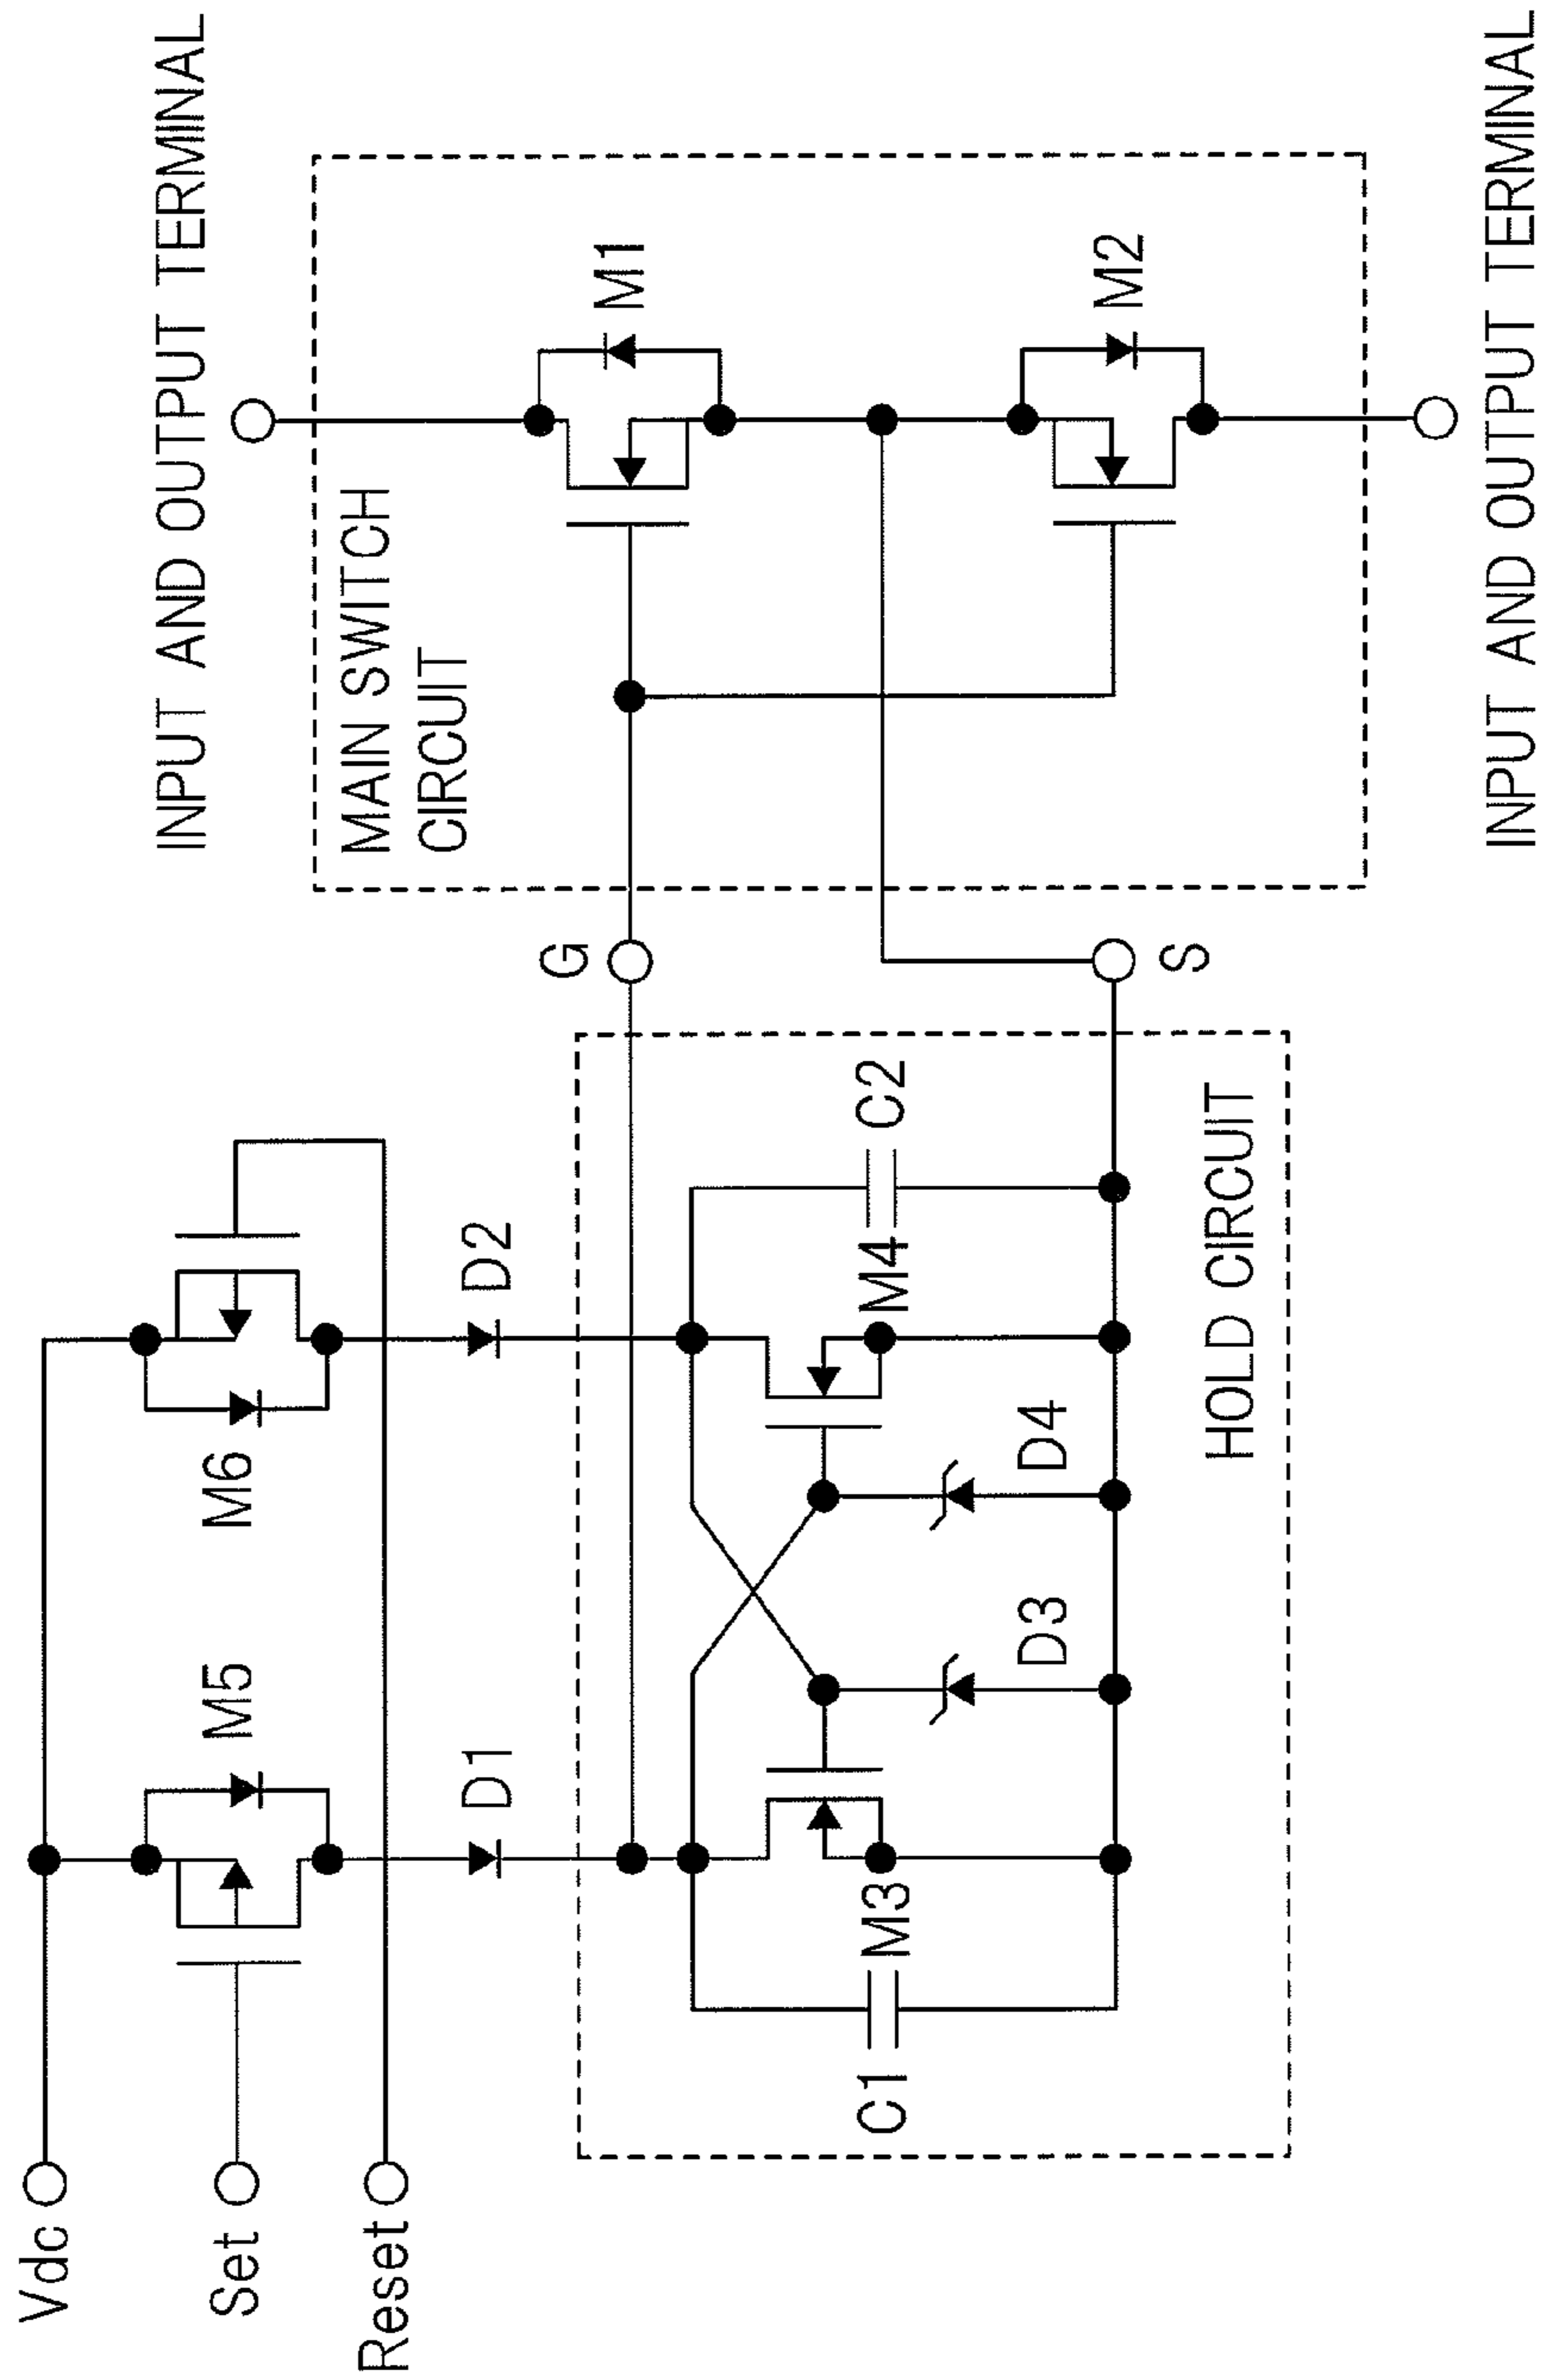 INPUT AND OUTPUT TERMINAL
MAIN SWITCH
CIRCUIT
M1
M2
INPUT AND OUTPUT TERMINAL
G
S
Vdc
Set
Reset
M5
M6
D1
D2
C1
M3
D3
D4
M4
C2
HOLD CIRCUIT